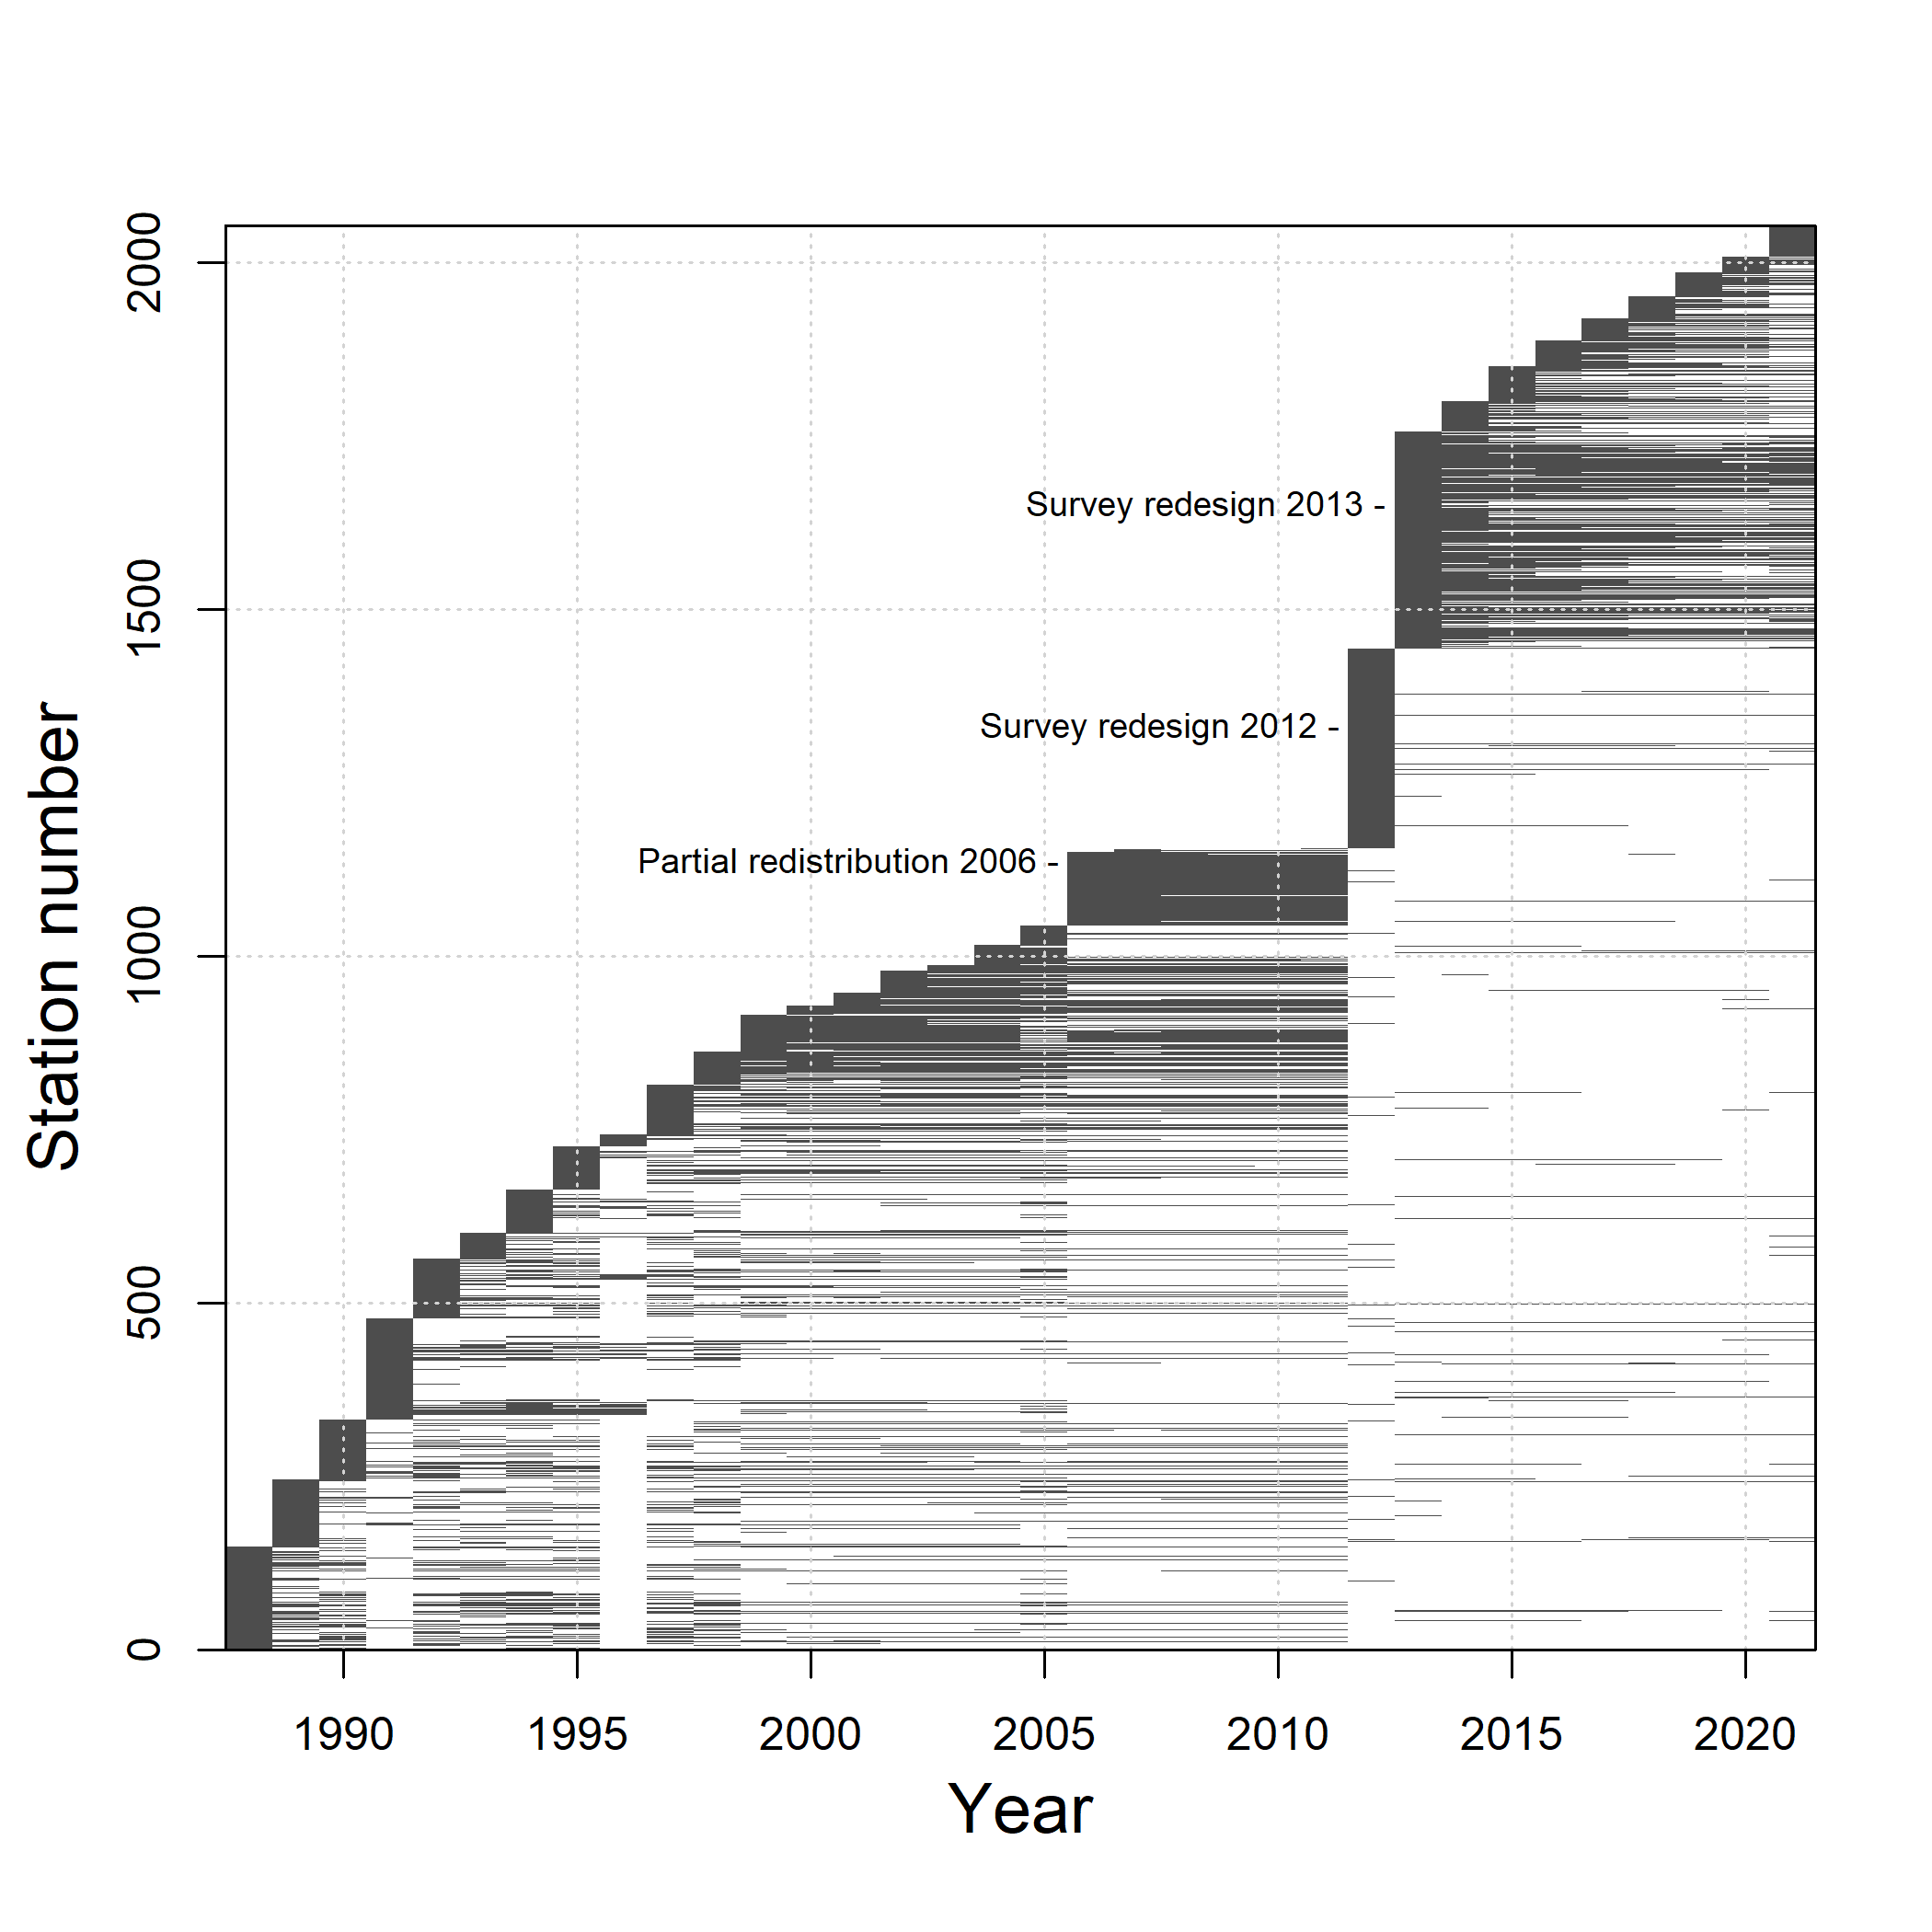 2000
1500
1000
500
0
Station number
Survey redesign 2013 -
Survey redesign 2012 -
Partial redistribution 2006 -
1990 1995 2000 2005 2010 2015 2020
Year